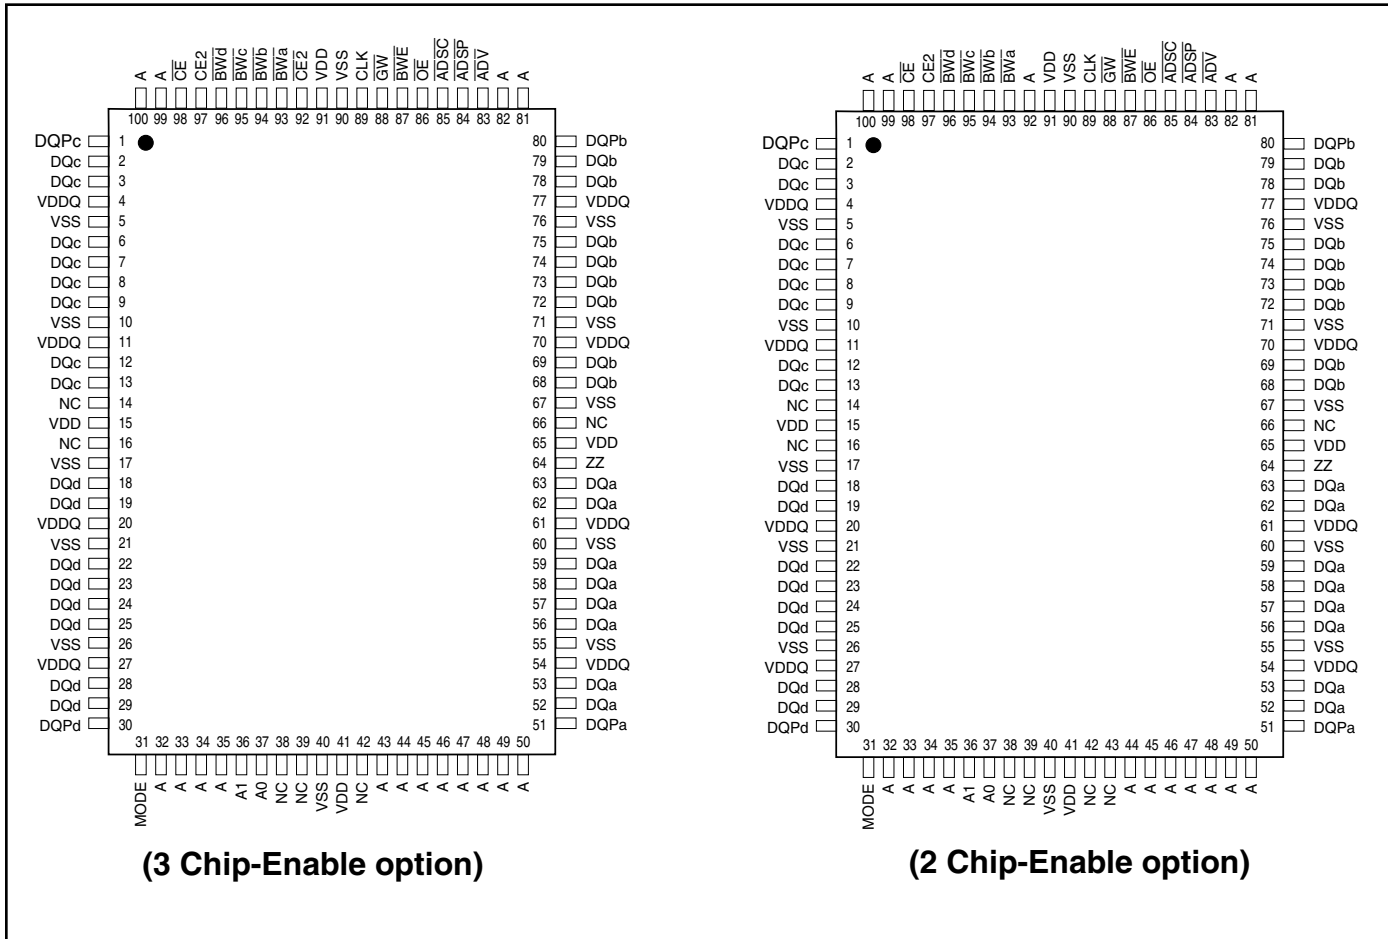 A A CE CE2 BWd BWc BWb BWa CE2 VDD VSS CLK GW BWE OE ADSC ADSP ADV A A
100 99 98 97 96 95 94 93 92 91 90 89 88 87 86 85 84 83 82 81
DQPc 1 80 DQPb
DQc 2 79 DQb
DQc 3 78 DQb
VDDQ 4 77 VDDQ
VSS 5 76 VSS
DQc 6 75 DQb
DQc 7 74 DQb
DQc 8 73 DQb
DQc 9 72 DQb
VSS 10 71 VSS
VDDQ 11 70 VDDQ
DQc 12 69 DQb
DQc 13 68 DQb
NC 14 67 VSS
VDD 15 66 NC
NC 16 65 VDD
VSS 17 64 ZZ
DQd 18 63 DQa
DQd 19 62 DQa
VDDQ 20 61 VDDQ
VSS 21 60 VSS
DQd 22 59 DQa
DQd 23 58 DQa
DQd 24 57 DQa
DQd 25 56 DQa
VSS 26 55 VSS
VDDQ 27 54 VDDQ
DQd 28 53 DQa
DQd 29 52 DQa
DQPd 30 51 DQPa
31 32 33 34 35 36 37 38 39 40 41 42 43 44 45 46 47 48 49 50
MODE A A A A A1 A0 NC NC VSS VDD NC A A A A A A A A
(3 Chip-Enable option)
A A CE CE2 BWd BWc BWb BWa A VDD VSS CLK GW BWE OE ADSC ADSP ADV A A
100 99 98 97 96 95 94 93 92 91 90 89 88 87 86 85 84 83 82 81
DQPc 1 80 DQPb
DQc 2 79 DQb
DQc 3 78 DQb
VDDQ 4 77 VDDQ
VSS 5 76 VSS
DQc 6 75 DQb
DQc 7 74 DQb
DQc 8 73 DQb
DQc 9 72 DQb
VSS 10 71 VSS
VDDQ 11 70 VDDQ
DQc 12 69 DQb
DQc 13 68 DQb
NC 14 67 VSS
VDD 15 66 NC
NC 16 65 VDD
VSS 17 64 ZZ
DQd 18 63 DQa
DQd 19 62 DQa
VDDQ 20 61 VDDQ
VSS 21 60 VSS
DQd 22 59 DQa
DQd 23 58 DQa
DQd 24 57 DQa
DQd 25 56 DQa
VSS 26 55 VSS
VDDQ 27 54 VDDQ
DQd 28 53 DQa
DQd 29 52 DQa
DQPd 30 51 DQPa
31 32 33 34 35 36 37 38 39 40 41 42 43 44 45 46 47 48 49 50
MODE A A A A A1 A0 NC NC VSS VDD NC NC A A A A A A A
(2 Chip-Enable option)